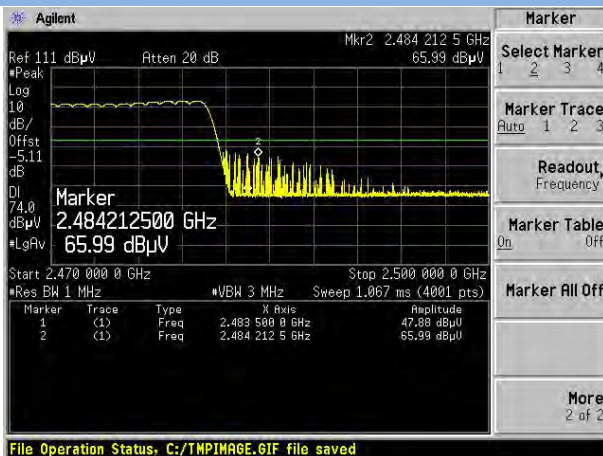 Agilent
Marker
Mkr2 2.484 212 5 GHz
Ref 111 dBµV Atten 20 dB 65.99 dBµV
#Peak
Log
10
dB/
Offst
-5.11
dB
DI
74.0
dBµV
#LgAv
2
Marker
2.484212500 GHz
65.99 dBµV
Start 2.470 000 0 GHz Stop 2.500 000 0 GHz
#Res BW 1 MHz #VBW 3 MHz Sweep 1.067 ms (4001 pts)
Marker Trace Type X Axis Amplitude
1 (1) Freq 2.483 500 0 GHz 47.88 dBµV
2 (1) Freq 2.484 212 5 GHz 65.99 dBµV
Select Marker
1 2 3 4
Marker Trace
Auto 1 2 3
Readout,
Frequency
Marker Table
On Off
Marker All Off
More
2 of 2
File Operation Status, C:/TMPIMAGE.GIF file saved